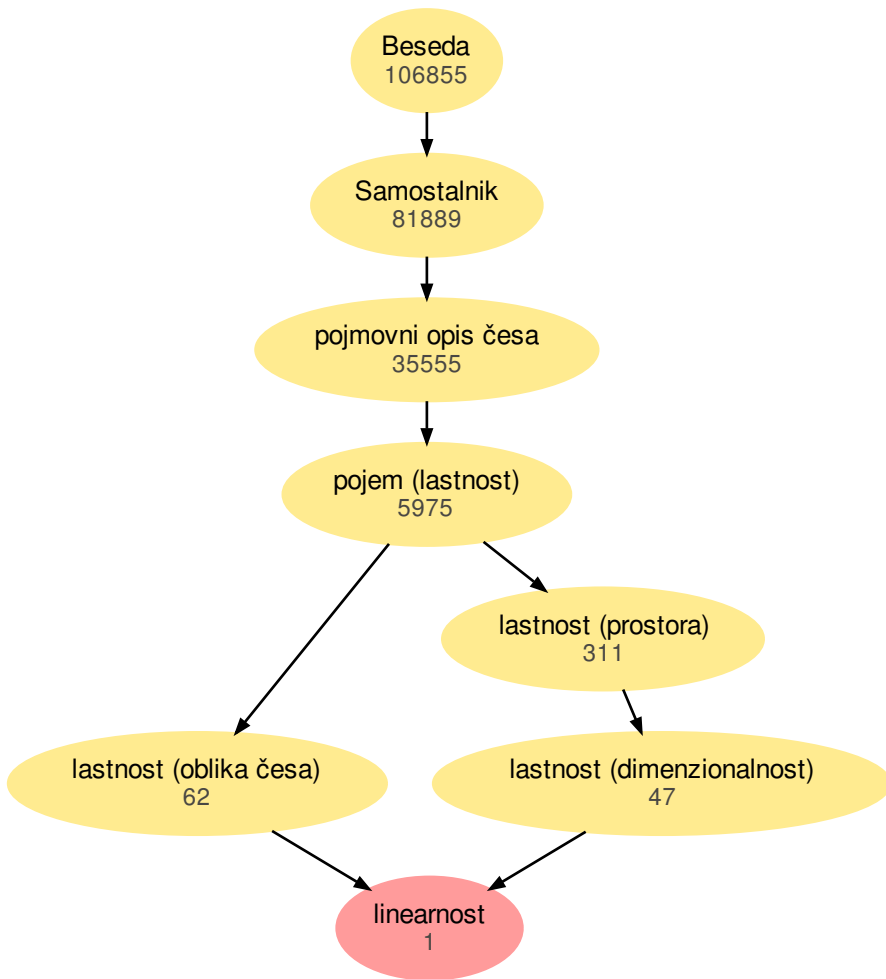 Beseda
106855
Samostalnik
81889
pojmovni opis česa
35555
pojem (lastnost)
5975
lastnost (prostora)
311
lastnost (oblika česa)
62
lastnost (dimenzionalnost)
47
linearnost
1